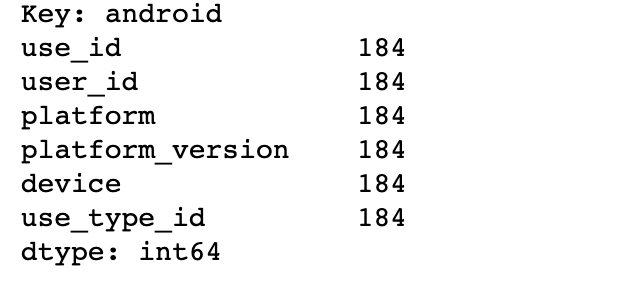 Key: android
use_id 184
user_id 184
platform 184
platform_version 184
device 184
use_type_id 184
dtype: int64